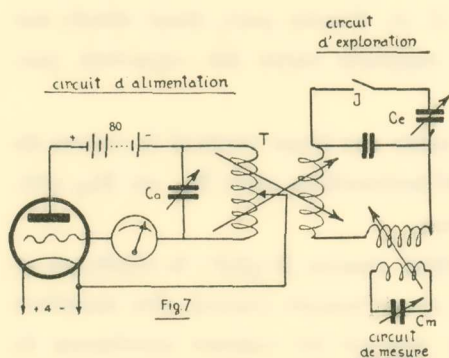 circuit
d'exploration
circuit d'alimentation
J
Ce
+ 80 -
T
Ca
+ 4 -
Fig.7
Cm
circuit
de mesure